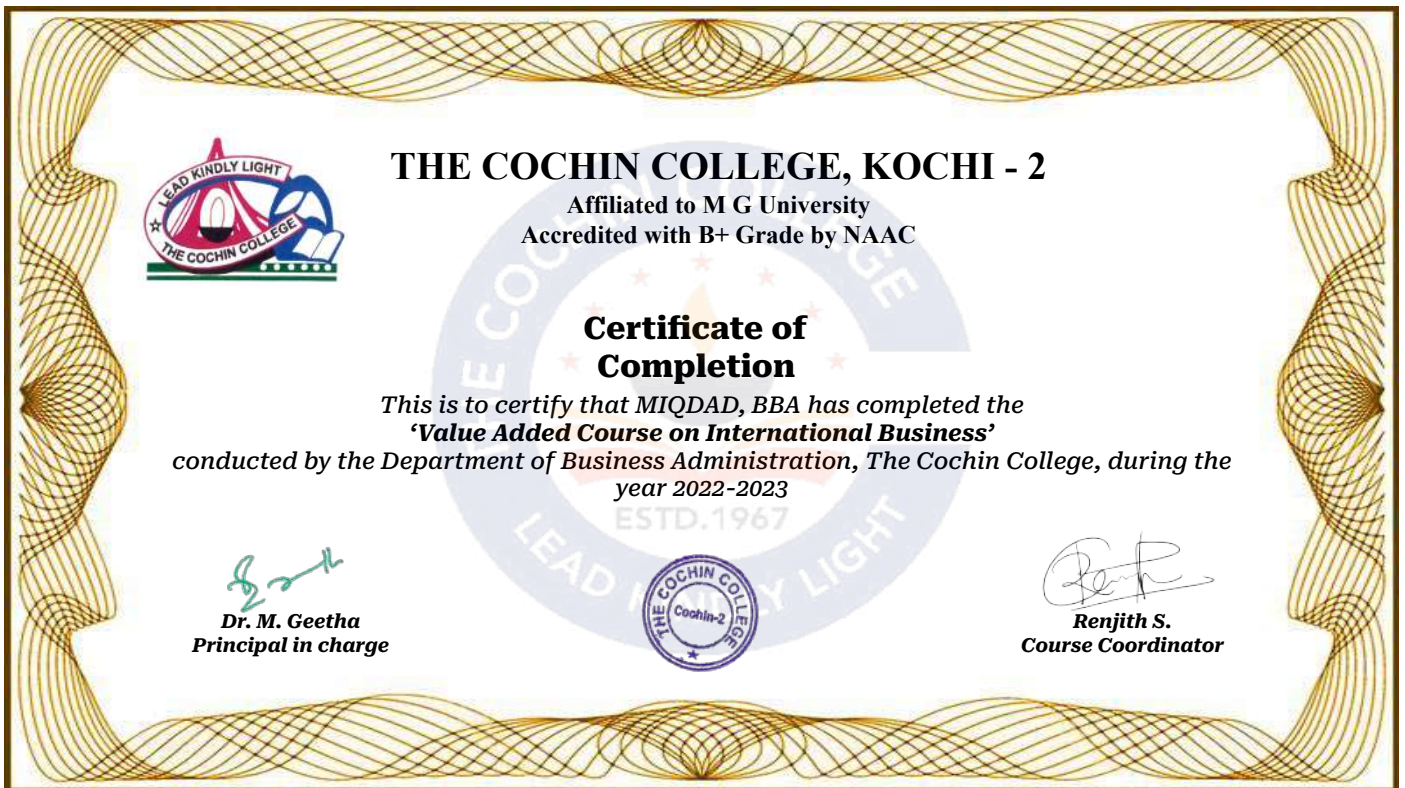 LEAD KINDLY LIGHT
THE COCHIN COLLEGE
THE COCHIN COLLEGE, KOCHI - 2
Affiliated to M G University
Accredited with B+ Grade by NAAC
THE COCHIN COLLEGE
Certificate of
Completion
This is to certify that MIQDAD, BBA has completed the
‘Value Added Course on International Business’
conducted by the Department of Business Administration, The Cochin College, during the
year 2022-2023
ESTD.1967
LEAD KINDLY LIGHT
Dr. M. Geetha
Principal in charge
THE COCHIN COLLEGE
Cochin-2
Renjith S.
Course Coordinator